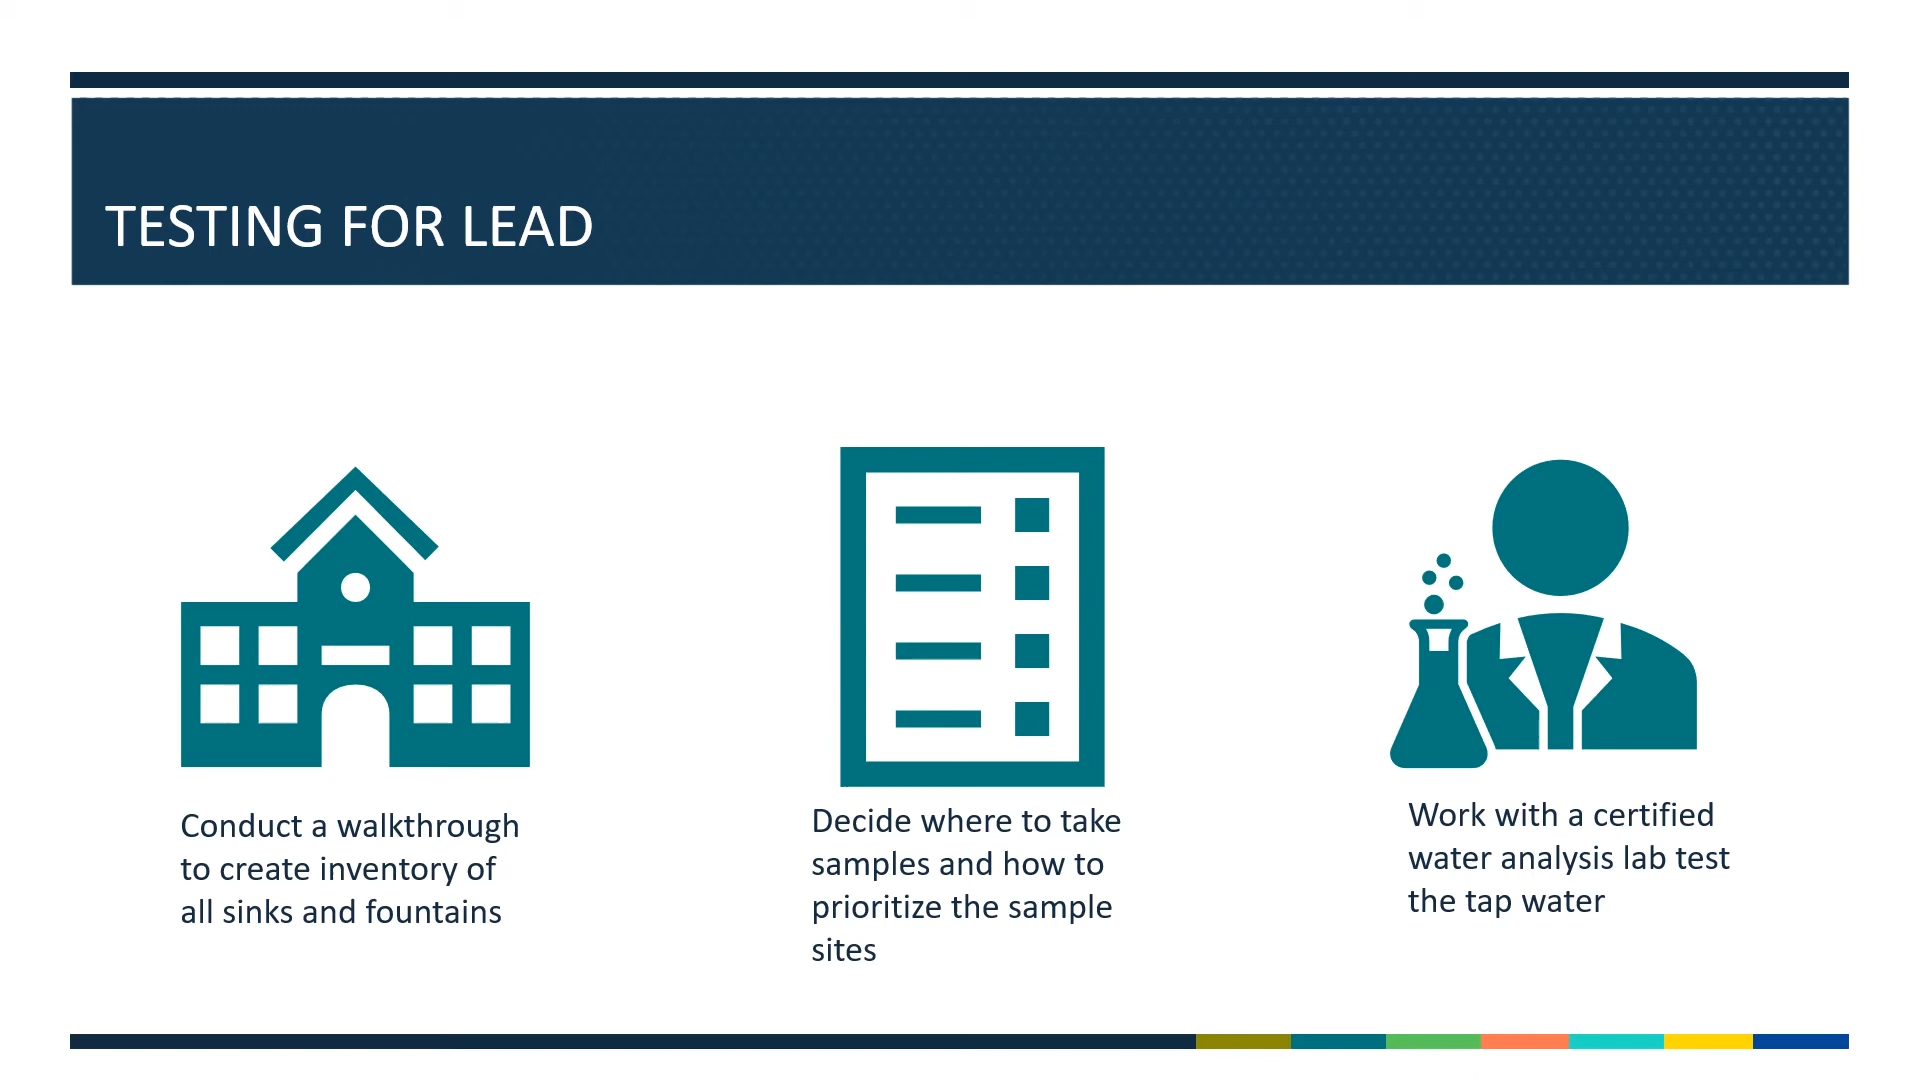 TESTING FOR LEAD
Conduct a walkthrough
to create inventory of
all sinks and fountains
Decide where to take
samples and how to
prioritize the sample
sites
Work with a certified
water analysis lab test
the tap water